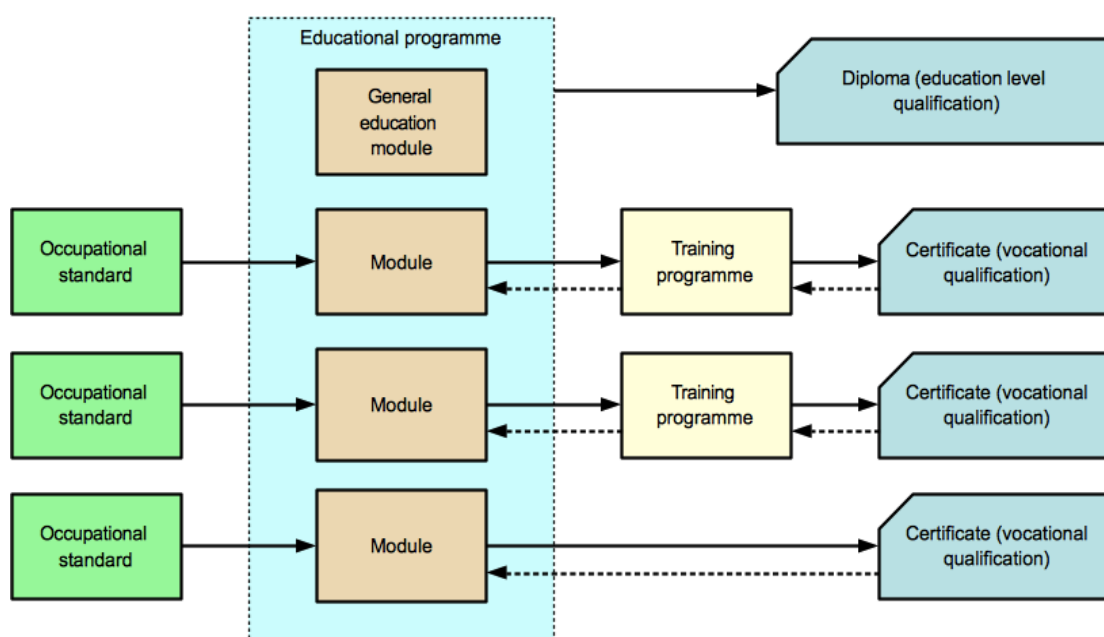 Educational programme
General
education
module
Diploma (education level
qualification)
Occupational
standard
Module
Training
programme
Certificate (vocational
qualification)
Occupational
standard
Module
Training
programme
Certificate (vocational
qualification)
Occupational
standard
Module
Certificate (vocational
qualification)